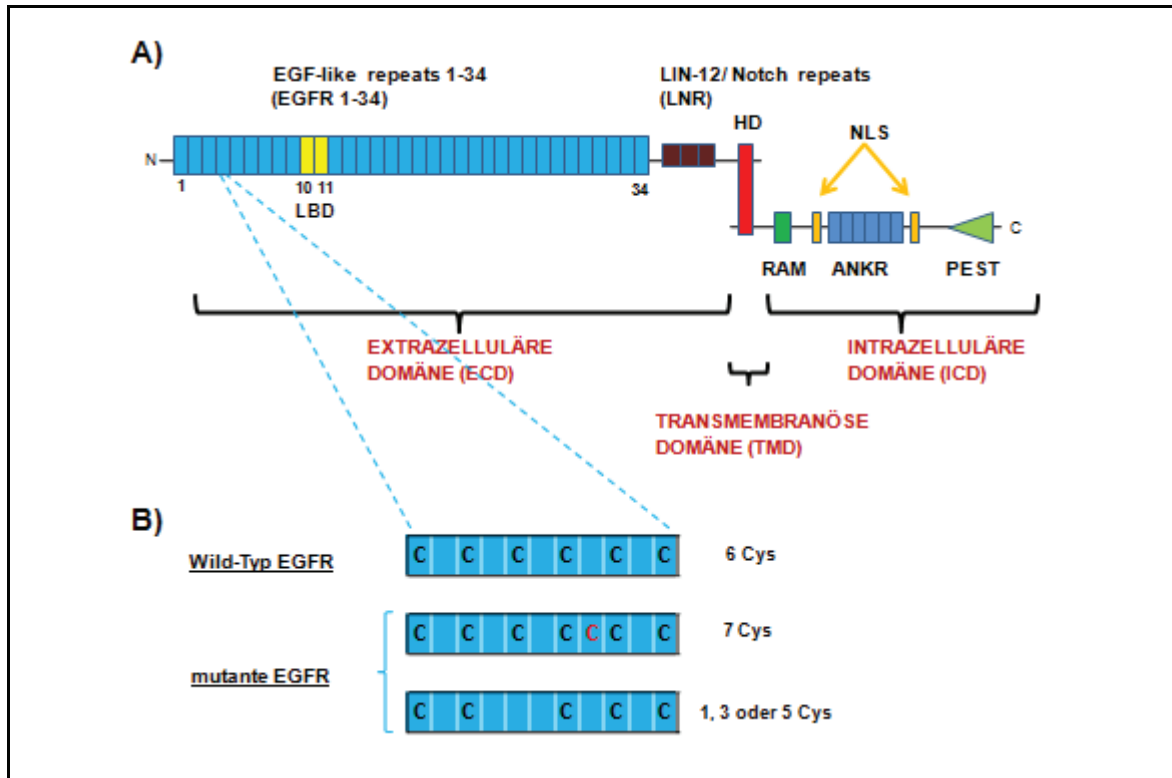 A)
EGF-like repeats 1-34
(EGFR 1-34)
LIN-12/ Notch repeats
(LNR)
HD
NLS
N
1
10 11
34
LBD
C
RAM
ANKR
PEST
EXTRAZELLULÄRE
DOMÄNE (ECD)
INTRAZELLULÄRE
DOMÄNE (ICD)
TRANSMEMBRANÖSE
DOMÄNE (TMD)
B)
Wild-Typ EGFR
C C C C C C
6 Cys
C C C C C C C
7 Cys
mutante EGFR
C C C C C
1, 3 oder 5 Cys